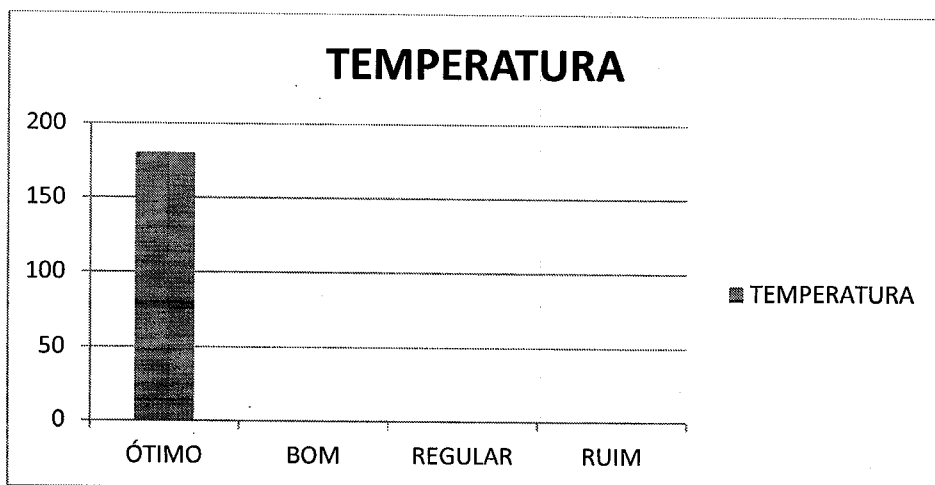 TEMPERATURA
200
150
100
50
0
ÓTIMO BOM REGULAR RUIM
TEMPERATURA